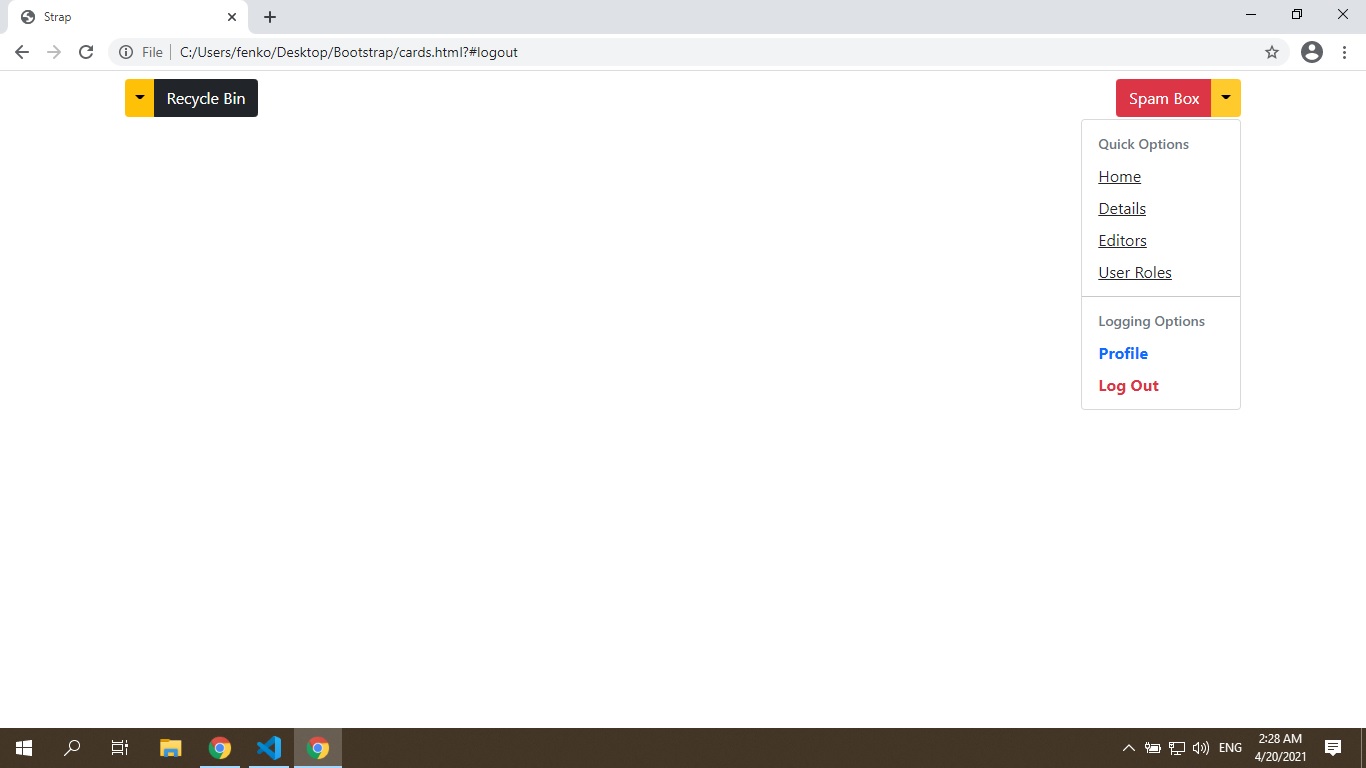 Strap
File
C:/Users/fenko/Desktop/Bootstrap/cards.html?#logout
Recycle Bin
Spam Box
Quick Options
Home
Details
Editors
User Roles
Logging Options
Profile
Log Out
ENG
2:28 AM
4/20/2021